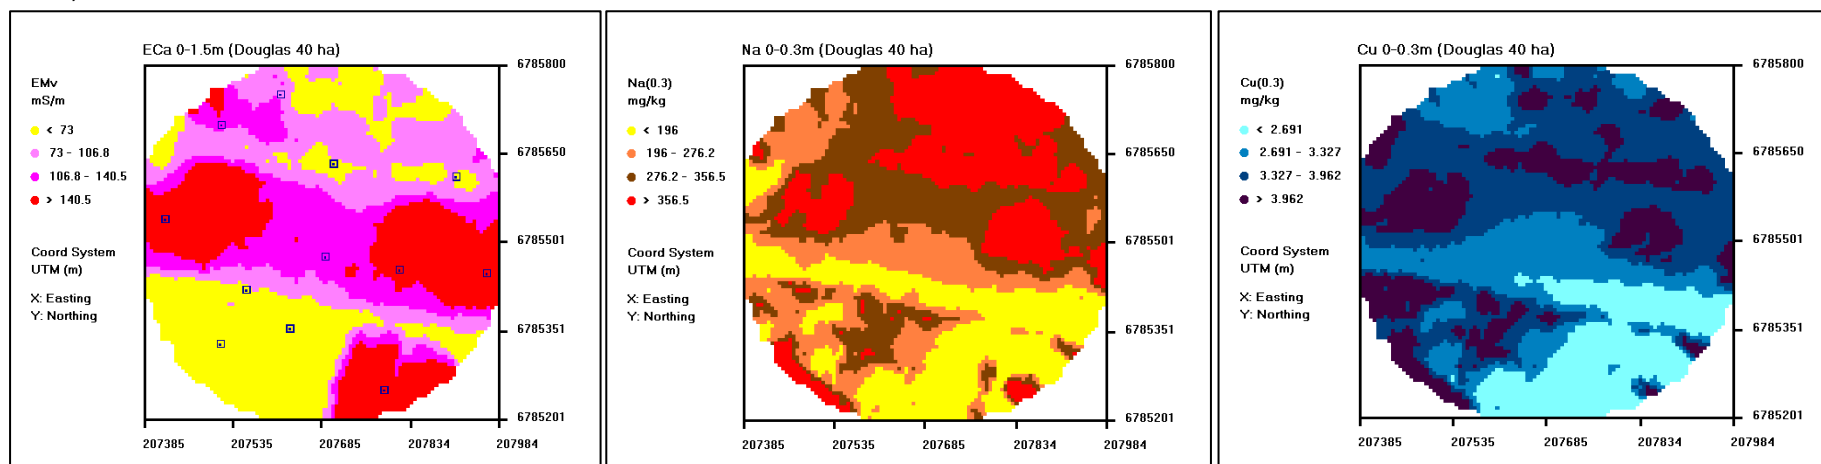 ECa 0-1.5m (Douglas 40 ha)
EMv
mS/m
< 73
73 - 106.8
106.8 - 140.5
> 140.5
Coord System
UTM (m)
X: Easting
Y: Northing
6785800
6785650
6785501
6785351
6785201
207385 207535 207685 207834 207984
Na 0-0.3m (Douglas 40 ha)
Na(0.3)
mg/kg
< 196
196 - 276.2
276.2 - 356.5
> 356.5
Coord System
UTM (m)
X: Easting
Y: Northing
6785800
6785650
6785501
6785351
6785201
207385 207535 207685 207834 207984
Cu 0-0.3m (Douglas 40 ha)
Cu(0.3)
mg/kg
< 2.691
2.691 - 3.327
3.327 - 3.962
> 3.962
Coord System
UTM (m)
X: Easting
Y: Northing
6785800
6785650
6785501
6785351
6785201
207385 207535 207685 207834 207984